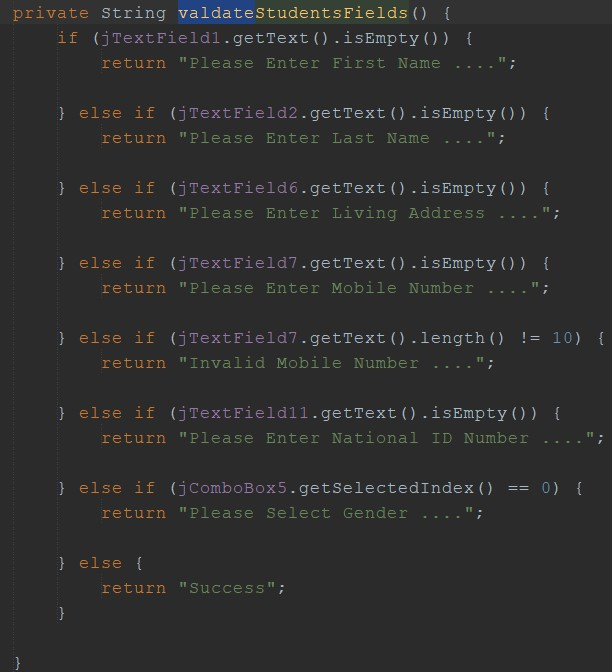 private String valdateStudentsFields() {
    if (jTextField1.getText().isEmpty()) {
        return "Please Enter First Name ....";

    } else if (jTextField2.getText().isEmpty()) {
        return "Please Enter Last Name ....";

    } else if (jTextField6.getText().isEmpty()) {
        return "Please Enter Living Address ....";

    } else if (jTextField7.getText().isEmpty()) {
        return "Please Enter Mobile Number ....";

    } else if (jTextField7.getText().length() != 10) {
        return "Invalid Mobile Number ....";

    } else if (jTextField11.getText().isEmpty()) {
        return "Please Enter National ID Number ....";

    } else if (jComboBox5.getSelectedIndex() == 0) {
        return "Please Select Gender ....";

    } else {
        return "Success";
    }

}